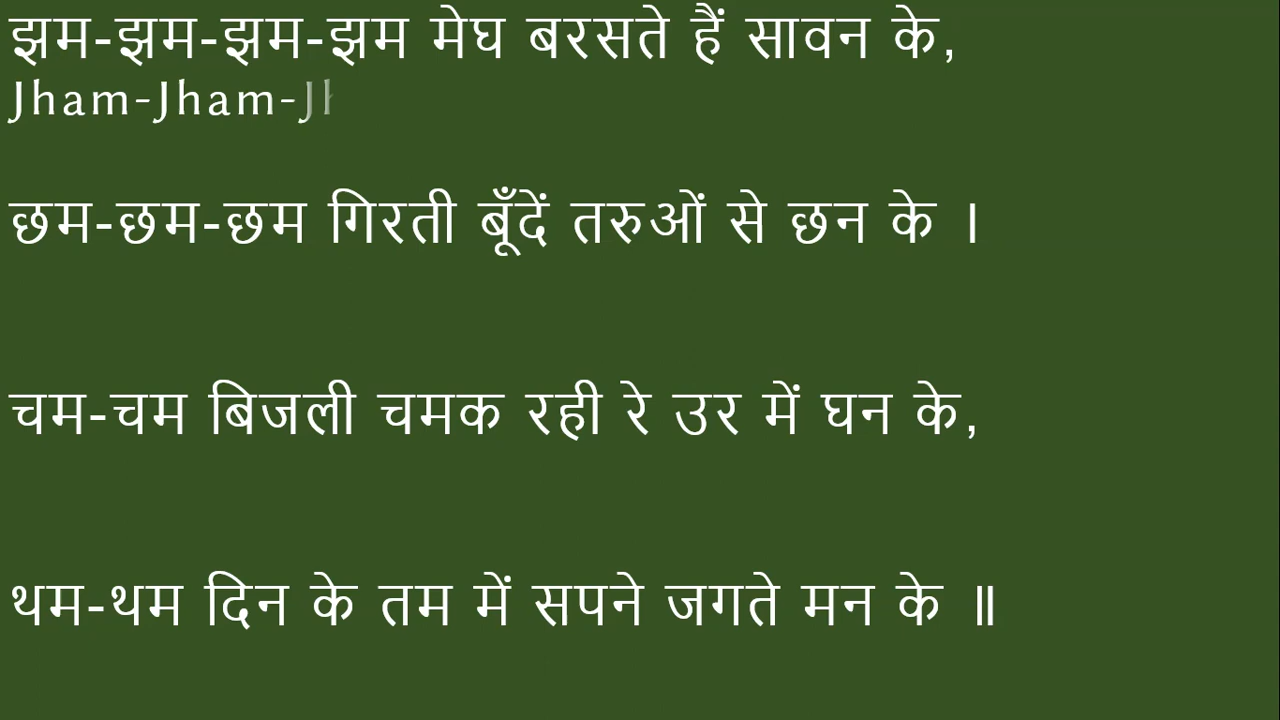 झम-झम-झम-झम मेघ बरसते हैं सावन के,
Jham-Jham-J
छम-छम-छम गिरती बूँदें तरुओं से छन के ।
चम-चम बिजली चमक रही रे उर में घन के,
थम-थम दिन के तम में सपने जगते मन के ॥